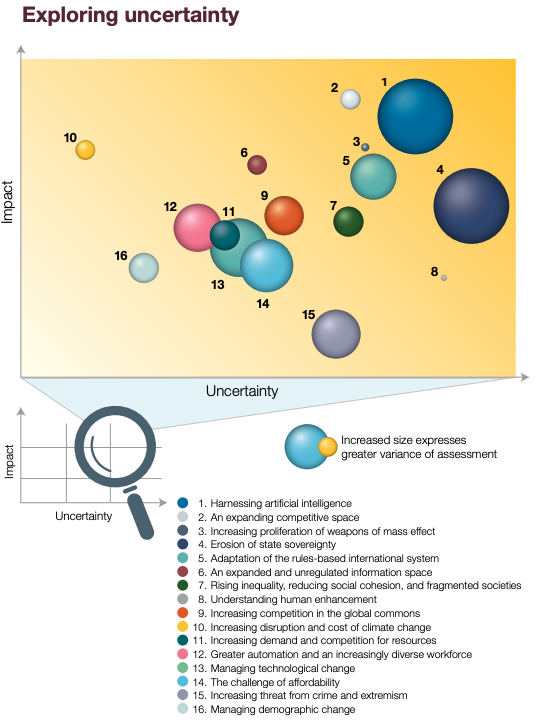 Exploring uncertainty
1
2
3
10
6
5
4
9
12
11
7
16
8
13
14
15
Impact
Uncertainty
Impact
Increased size expresses
greater variance of assessment
Uncertainty
1. Harnessing artificial intelligence
2. An expanding competitive space
3. Increasing proliferation of weapons of mass effect
4. Erosion of state sovereignty
5. Adaptation of the rules-based international system
6. An expanded and unregulated information space
7. Rising inequality, reducing social cohesion, and fragmented societies
8. Understanding human enhancement
9. Increasing competition in the global commons
10. Increasing disruption and cost of climate change
11. Increasing demand and competition for resources
12. Greater automation and an increasingly diverse workforce
13. Managing technological change
14. The challenge of affordability
15. Increasing threat from crime and extremism
16. Managing demographic change